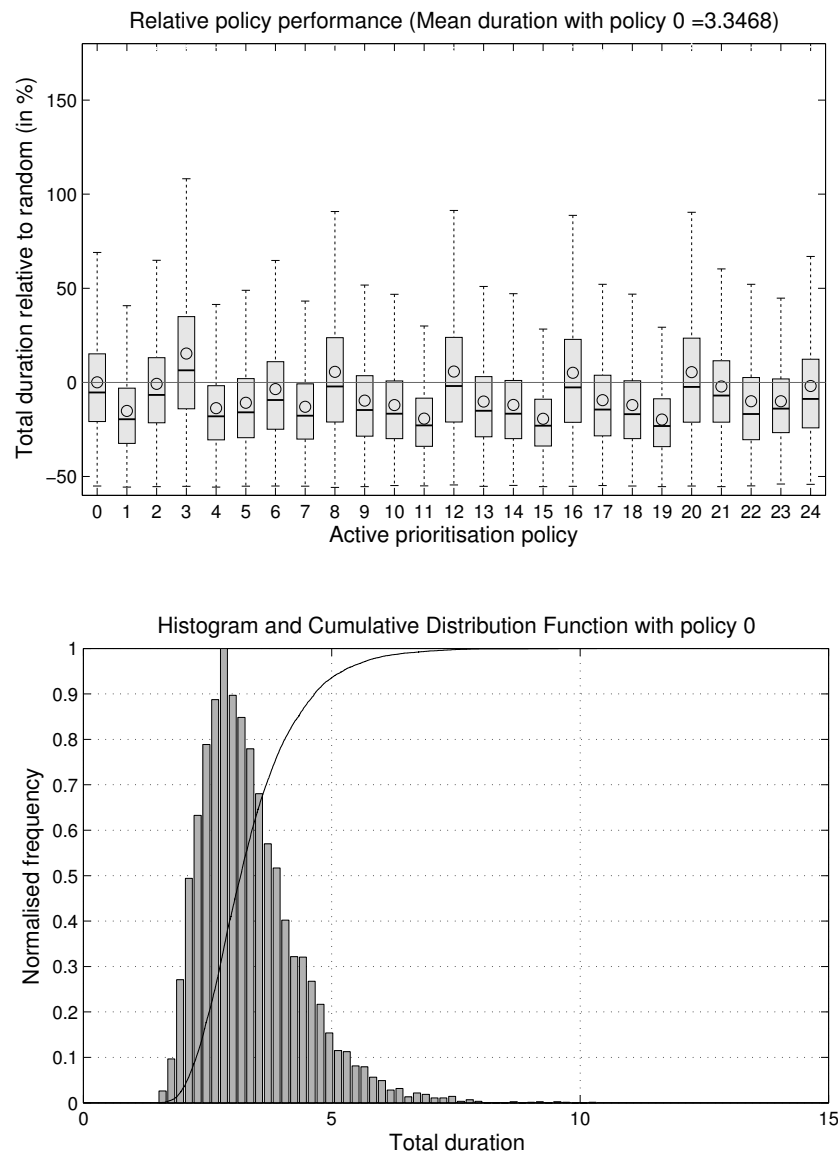 Relative policy performance (Mean duration with policy 0 =3.3468)
Total duration relative to random (in %)
150
100
50
0
−50
0 1 2 3 4 5 6 7 8 9 10 11 12 13 14 15 16 17 18 19 20 21 22 23 24
Active prioritisation policy
Histogram and Cumulative Distribution Function with policy 0
Normalised frequency
1
0.9
0.8
0.7
0.6
0.5
0.4
0.3
0.2
0.1
0
0 5 10 15
Total duration